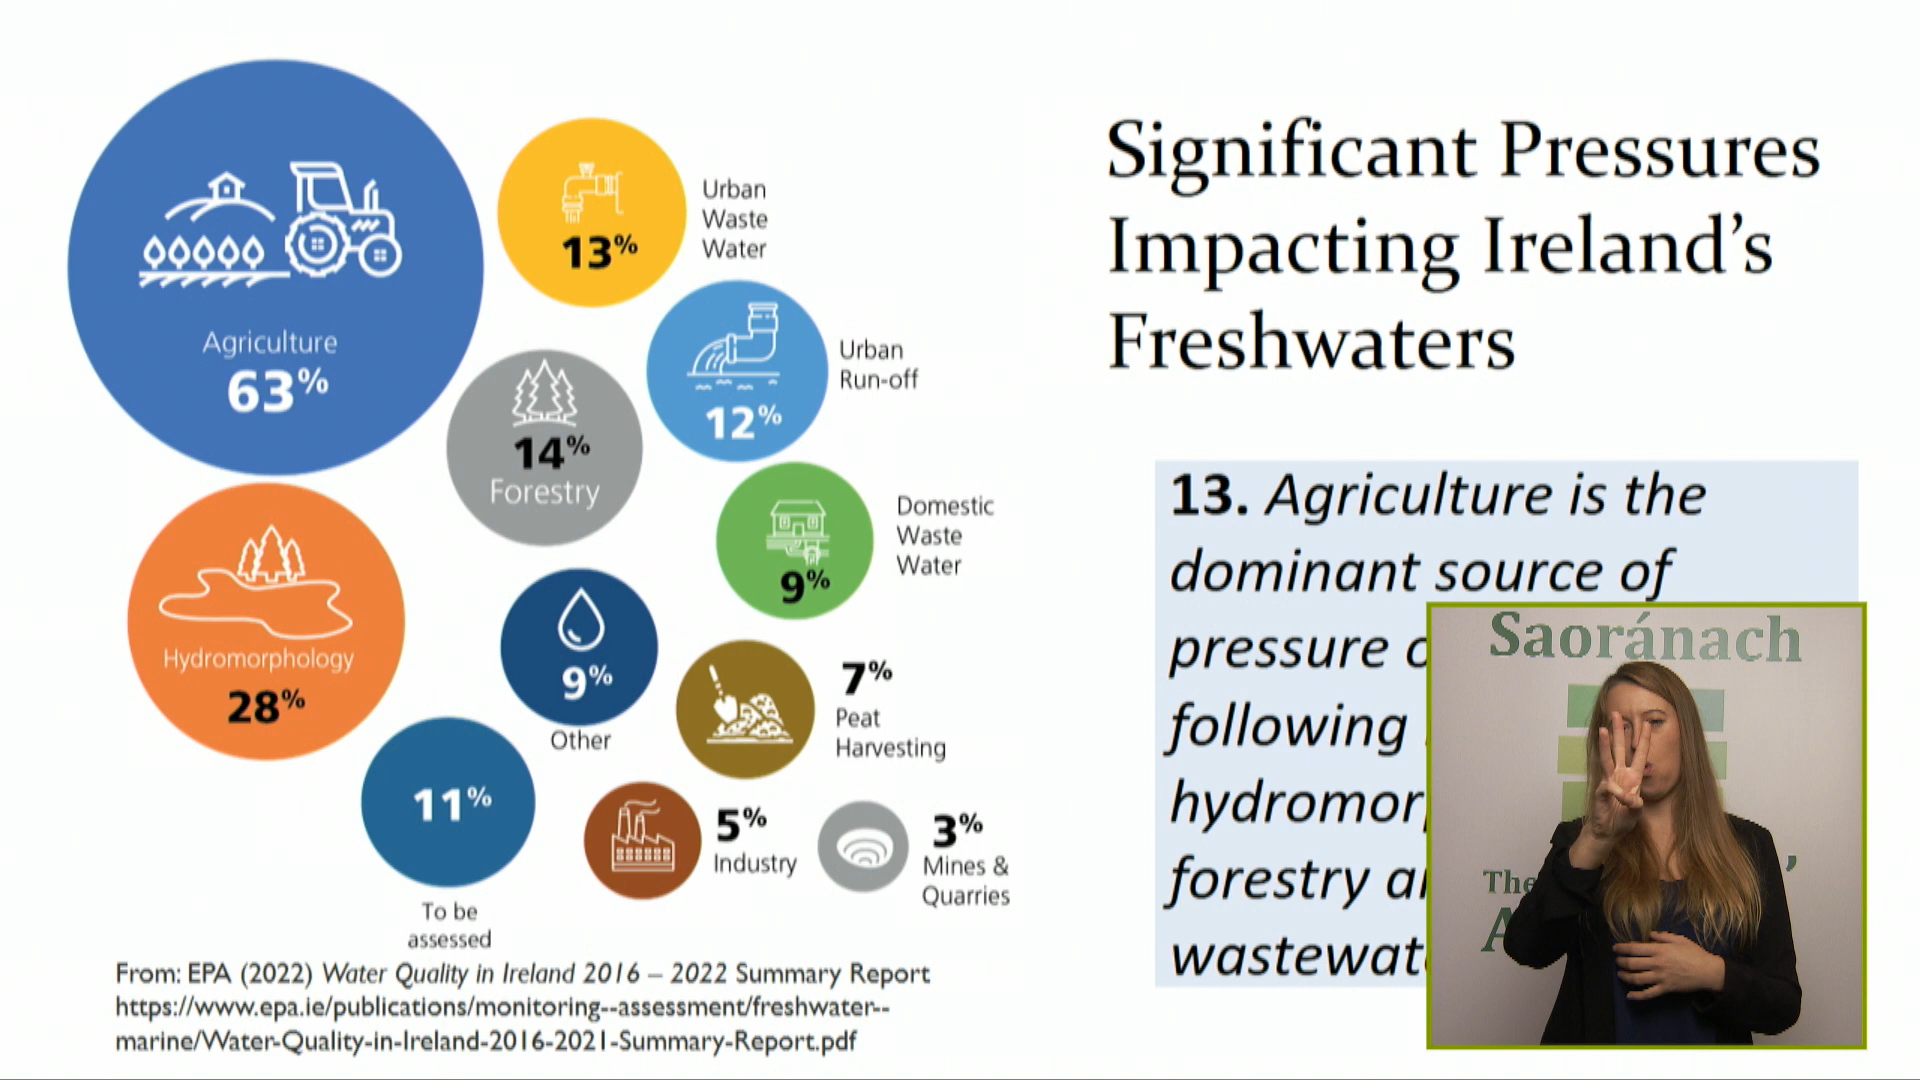 Significant Pressures
Impacting Ireland’s
Freshwaters
Agriculture
63%
13%
Urban
Waste
Water
12%
Urban
Run-off
14%
Forestry
9%
Domestic
Waste
Water
Hydromorphology
28%
9%
Other
7%
Peat
Harvesting
11%
To be
assessed
5%
Industry
3%
Mines &
Quarries
From: EPA (2022) Water Quality in Ireland 2016 – 2022 Summary Report
https://www.epa.ie/publications/monitoring--assessment/freshwater--
marine/Water-Quality-in-Ireland-2016-2021-Summary-Report.pdf
13. Agriculture is the
dominant source of
pressure
following
forestry
Saoránach
The